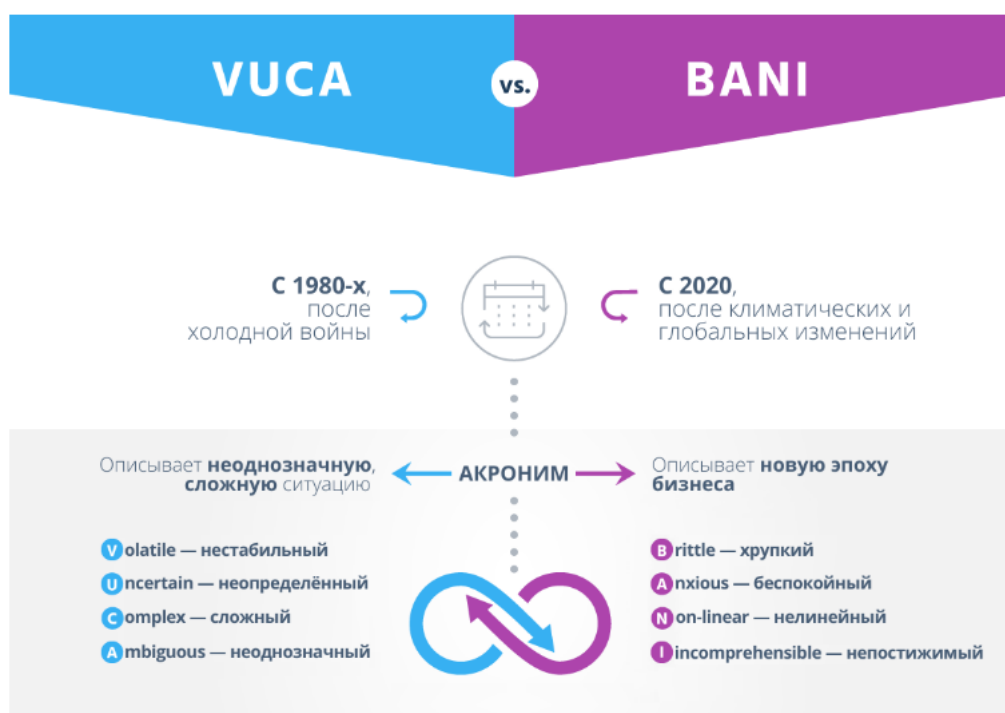 VUCA
vs.
BANI
С 1980-х,
после
холодной войны
С 2020,
после климатических и
глобальных изменений
Описывает неоднозначную,
сложную ситуацию
АКРОНИМ
Описывает новую эпоху
бизнеса
Volatile — нестабильный
Uncertain — неопределённый
Complex — сложный
Ambiguous — неоднозначный
Brittle — хрупкий
Anxious — беспокойный
Non-linear — нелинейный
Iincomprehensible — непостижимый